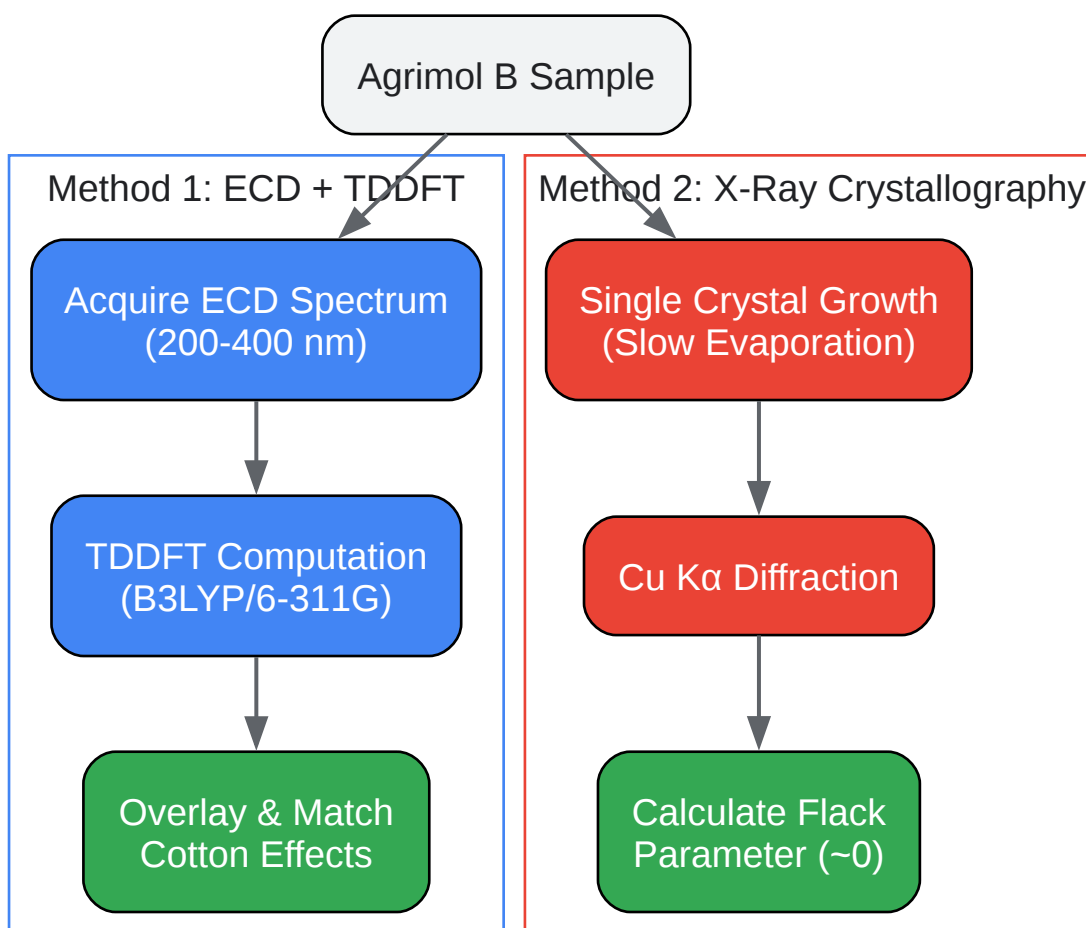 Agrimol B Sample
Method 1: ECD + TDDFT
Acquire ECD Spectrum
(200-400 nm)
TDDFT Computation
(B3LYP/6-311G)
Overlay & Match
Cotton Effects
Method 2: X-Ray Crystallography
Single Crystal Growth
(Slow Evaporation)
Cu Kα Diffraction
Calculate Flack
Parameter (~0)